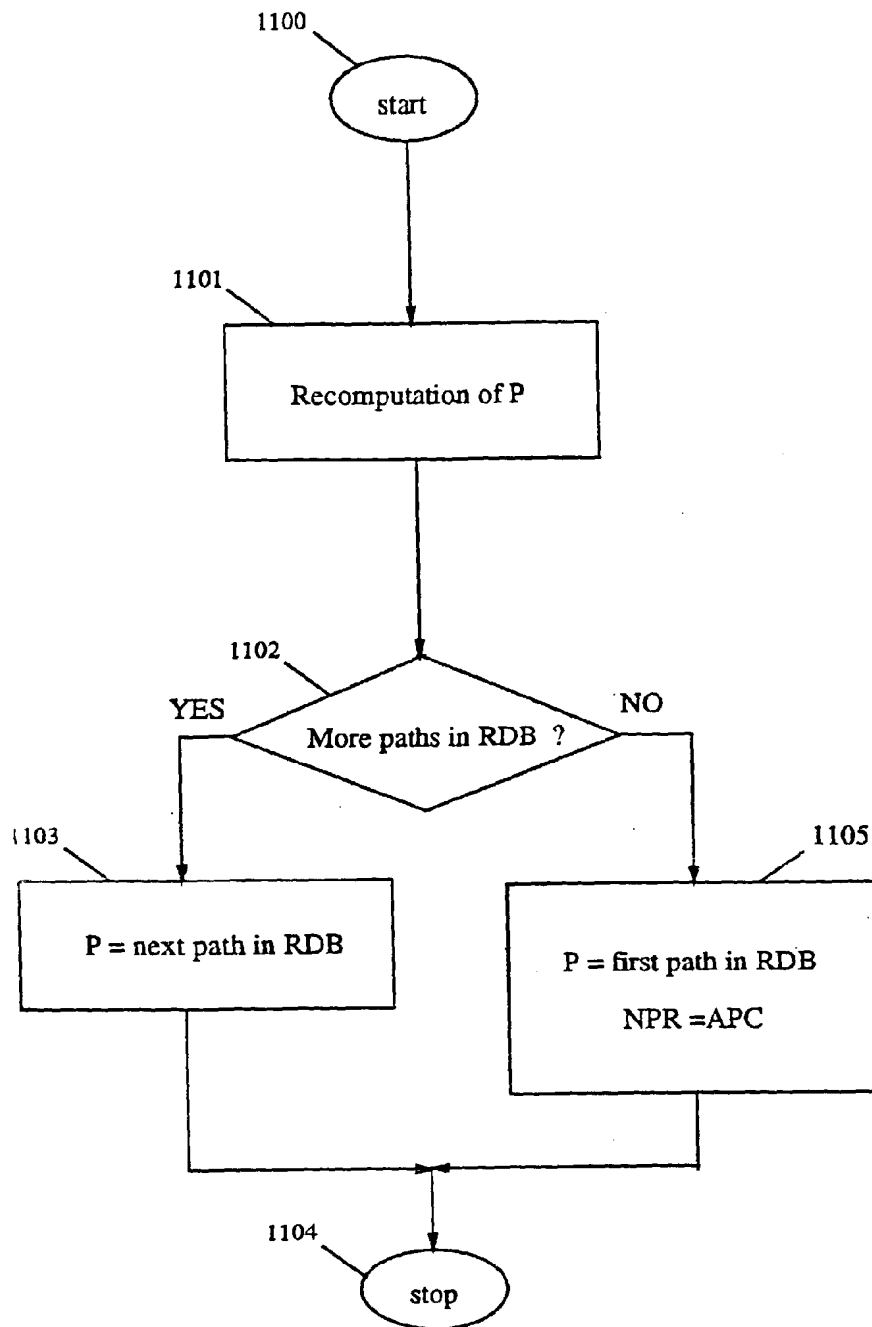 1100
start
1101
Recomputation of P
1102
YES
NO
More paths in RDB ?
1103
1105
P = next path in RDB
P = first path in RDB
NPR =APC
1104
stop